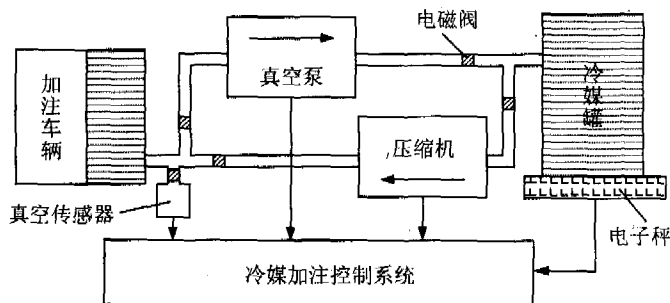 电磁阀
加注车辆
真空泵
冷媒罐
压缩机
真空传感器
电子秤
冷媒加注控制系统